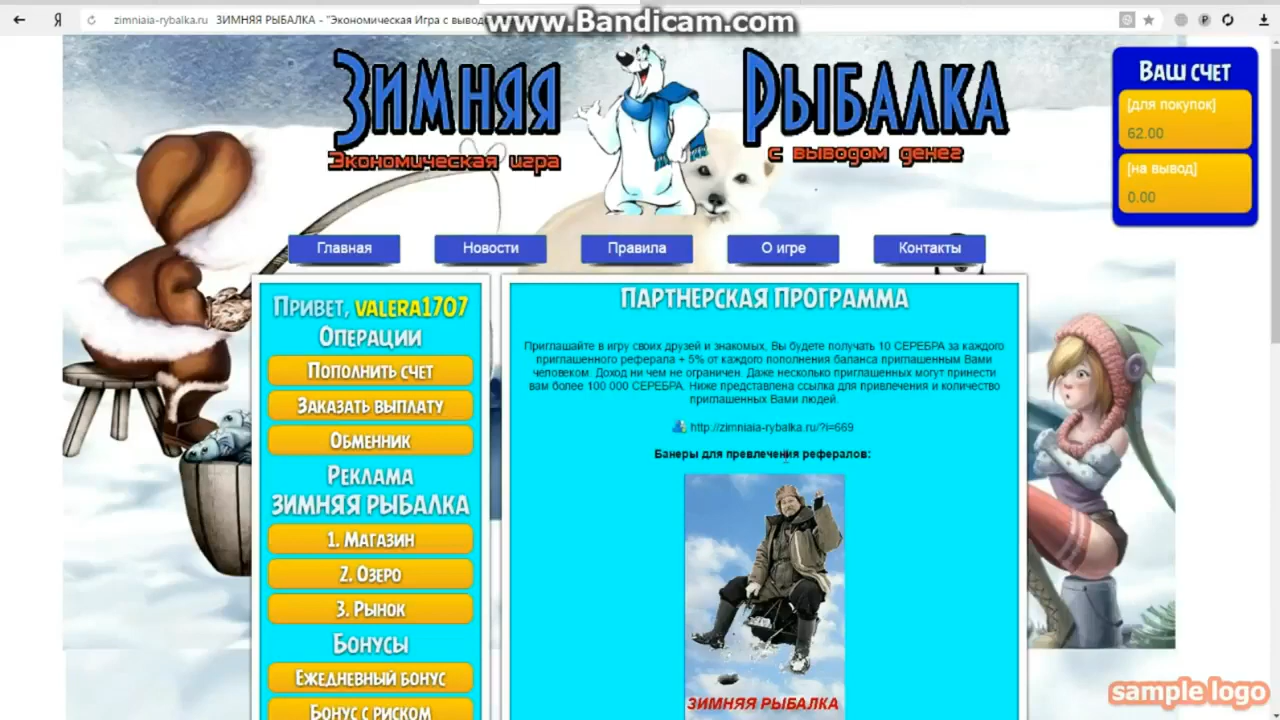 zimniaia-rybalka.ru ЗИМНЯЯ РЫБАЛКА - "Экономическая Игра с выводо
www.Bandicam.com
ЗИМНЯЯ РЫБАЛКА
Экономическая игра с выводом денег
ВАШ СЧЕТ
[для покупок]
62.00
[на вывод]
0.00
Главная
Новости
Правила
О игре
Контакты
ПРИВЕТ, VALERA1707
ОПЕРАЦИИ
ПОПОЛНИТЬ СЧЕТ
ЗАКАЗАТЬ ВЫПЛАТУ
ОБМЕННИК
РЕКЛАМА
ЗИМНЯЯ РЫБАЛКА
1. МАГАЗИН
2. ОЗЕРО
3. РЫНОК
БОНУСЫ
ЕЖЕДНЕВНЫЙ БОНУС
БОНУС С РИСКОМ
ПАРТНЕРСКАЯ ПРОГРАММА
Приглашайте в игру своих друзей и знакомых, Вы будете получать 10 СЕРЕБРА за каждого
приглашенного реферала + 5% от каждого пополнения баланса приглашенным Вами
человеком. Доход ни чем не ограничен. Даже несколько приглашенных могут принести
вам более 100 000 СЕРЕБРА. Ниже представлена ссылка для привлечения и количество
приглашенных Вами людей.
http://zimniaia-rybalka.ru/?i=669
Банеры для превлечения рефералов:
ЗИМНЯЯ РЫБАЛКА
sample logo